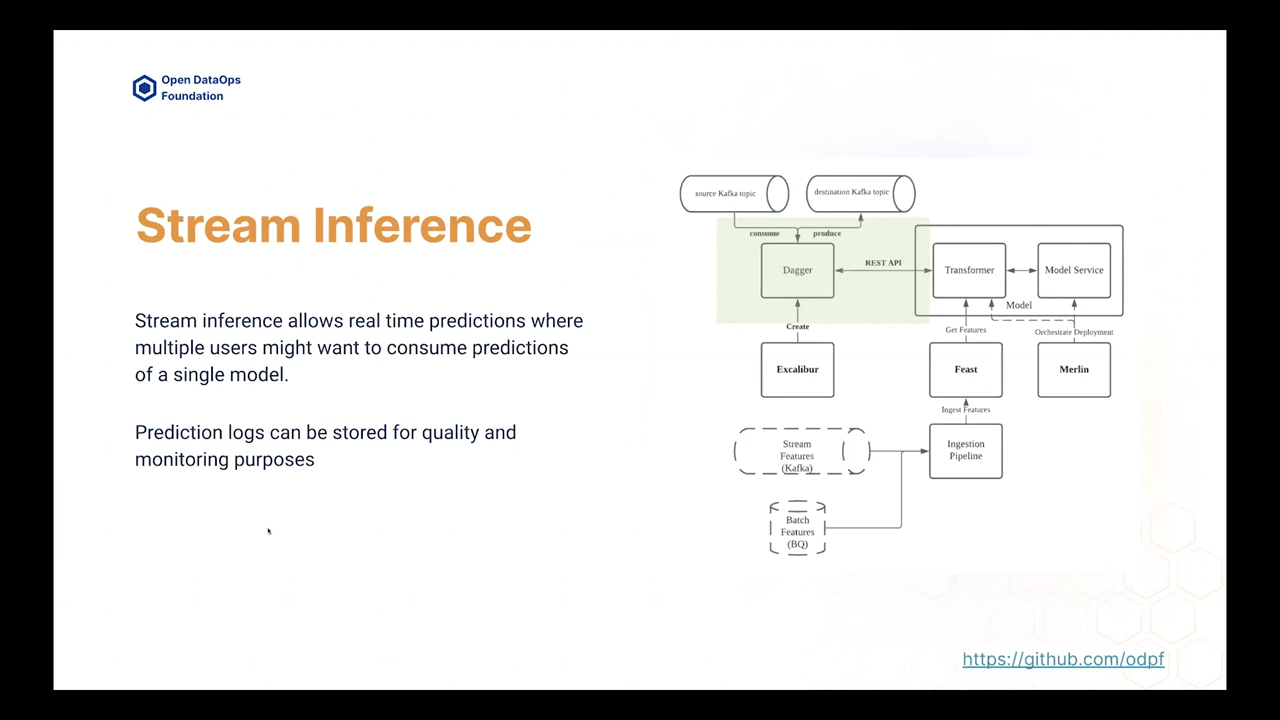 Open DataOps
Foundation
Stream Inference
Stream inference allows real time predictions where
multiple users might want to consume predictions
of a single model.
Prediction logs can be stored for quality and
monitoring purposes
source Kafka topic
destination Kafka topic
consume
produce
Dagger
REST API
Transformer
Model Service
Model
Create
Get Features
Orchestrate Deployment
Excalibur
Feast
Merlin
Ingest Features
Stream
Features
(Kafka)
Ingestion
Pipeline
Batch
Features
(BQ)
https://github.com/odpf